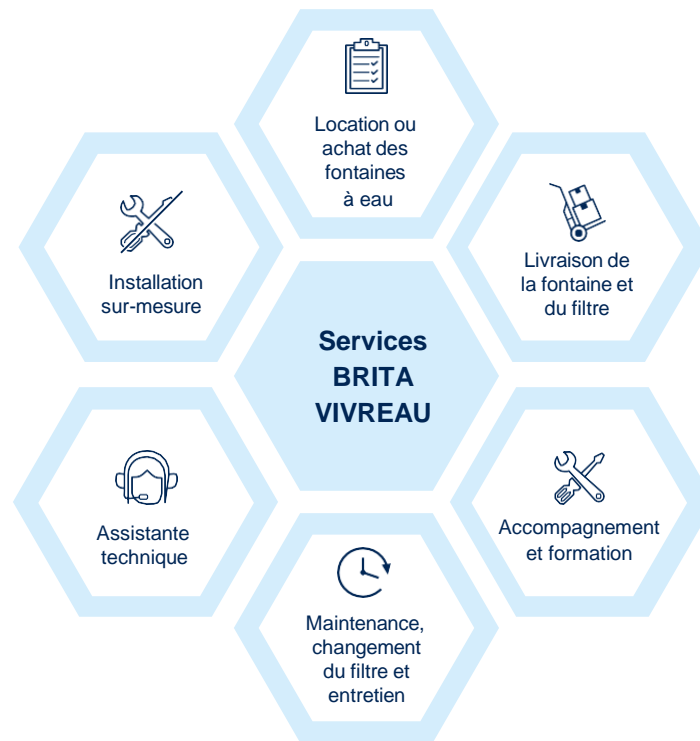 Location ou
achat des
fontaines
à eau
Livraison de
la fontaine et
du filtre
Accompagnement
et formation
Maintenance,
changement
du filtre et
entretien
Assistante
technique
Installation
sur-mesure
Services
BRITA
VIVREAU